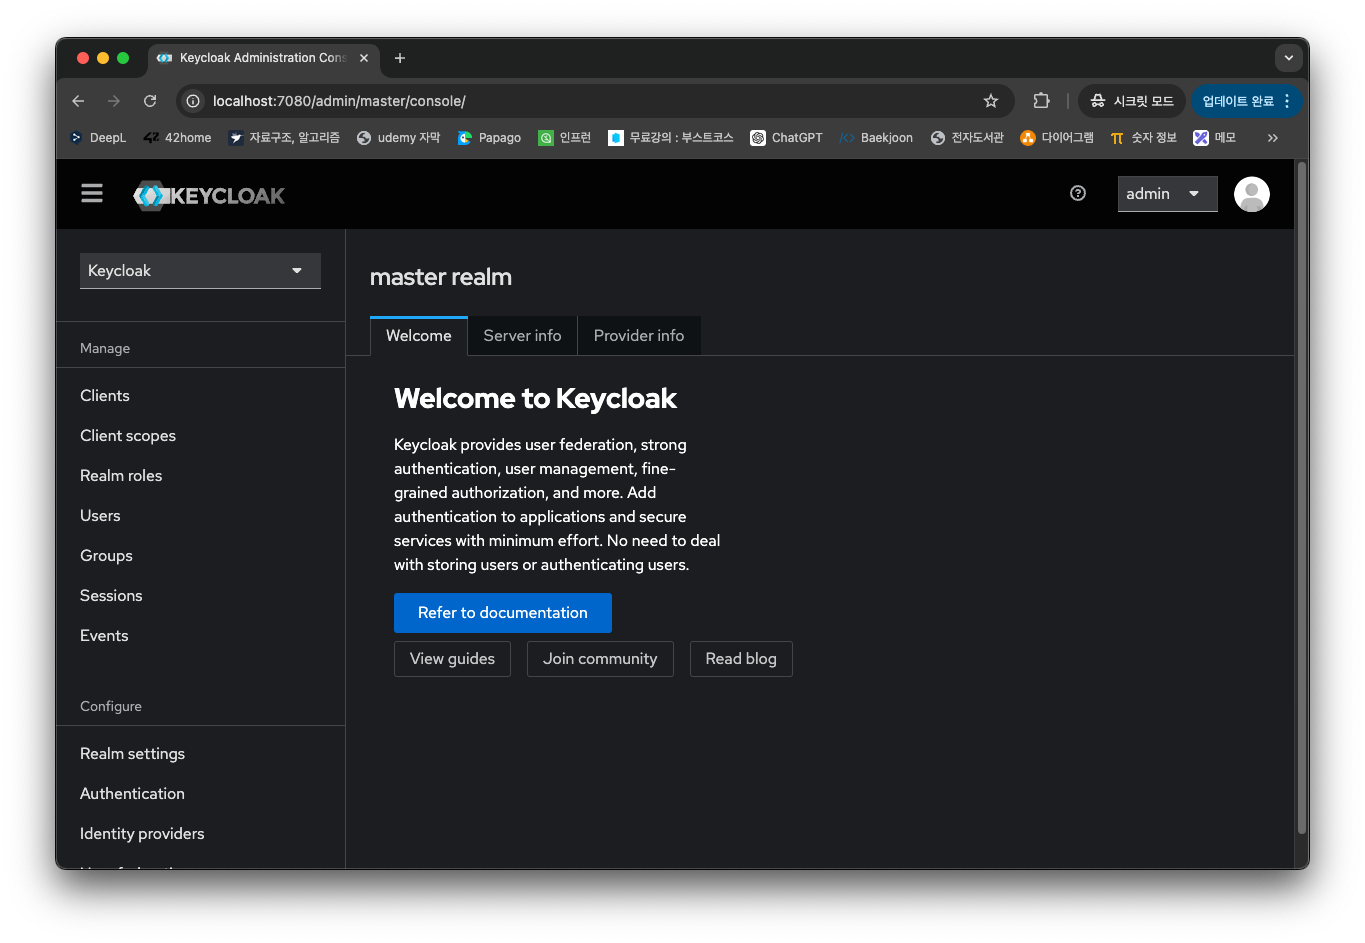 Keycloak Administration Cons
localhost:7080/admin/master/console/
시크릿 모드
업데이트 완료
DeepL
42home
자료구조, 알고리즘
udemy 자막
Papago
인프런
무료강의 : 부스트코스
ChatGPT
Baekjoon
전자도서관
다이어그램
숫자 정보
메모
KEYCLOAK
admin
Keycloak
Manage
Clients
Client scopes
Realm roles
Users
Groups
Sessions
Events
Configure
Realm settings
Authentication
Identity providers
master realm
Welcome
Server info
Provider info
Welcome to Keycloak
Keycloak provides user federation, strong
authentication, user management, fine-
grained authorization, and more. Add
authentication to applications and secure
services with minimum effort. No need to deal
with storing users or authenticating users.
Refer to documentation
View guides
Join community
Read blog